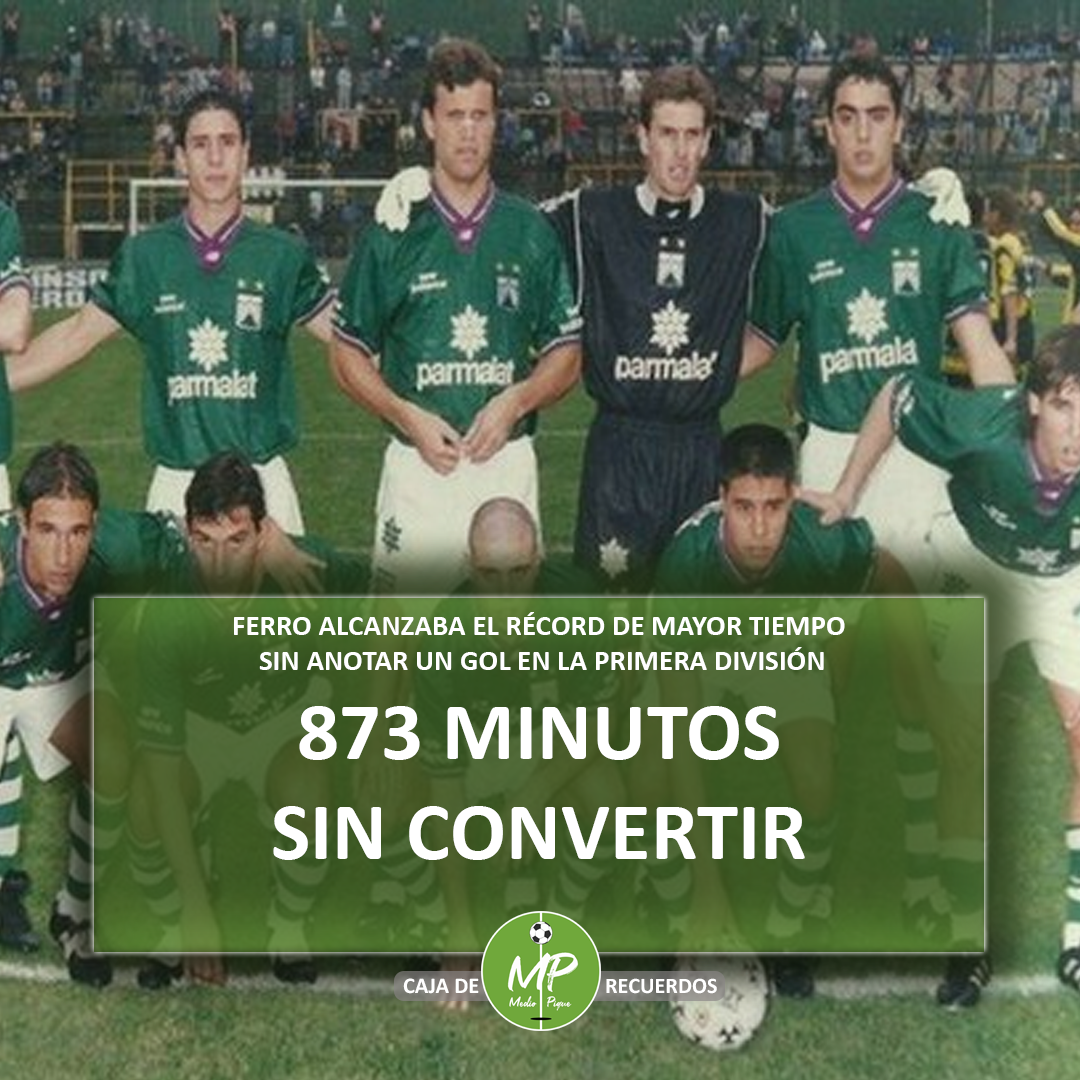 parmalat
parmalat
parmalat
parmalat
FERRO ALCANZABA EL RÉCORD DE MAYOR TIEMPO
SIN ANOTAR UN GOL EN LA PRIMERA DIVISIÓN
873 MINUTOS
SIN CONVERTIR
CAJA DE
MP
Medio Pique
RECUERDOS